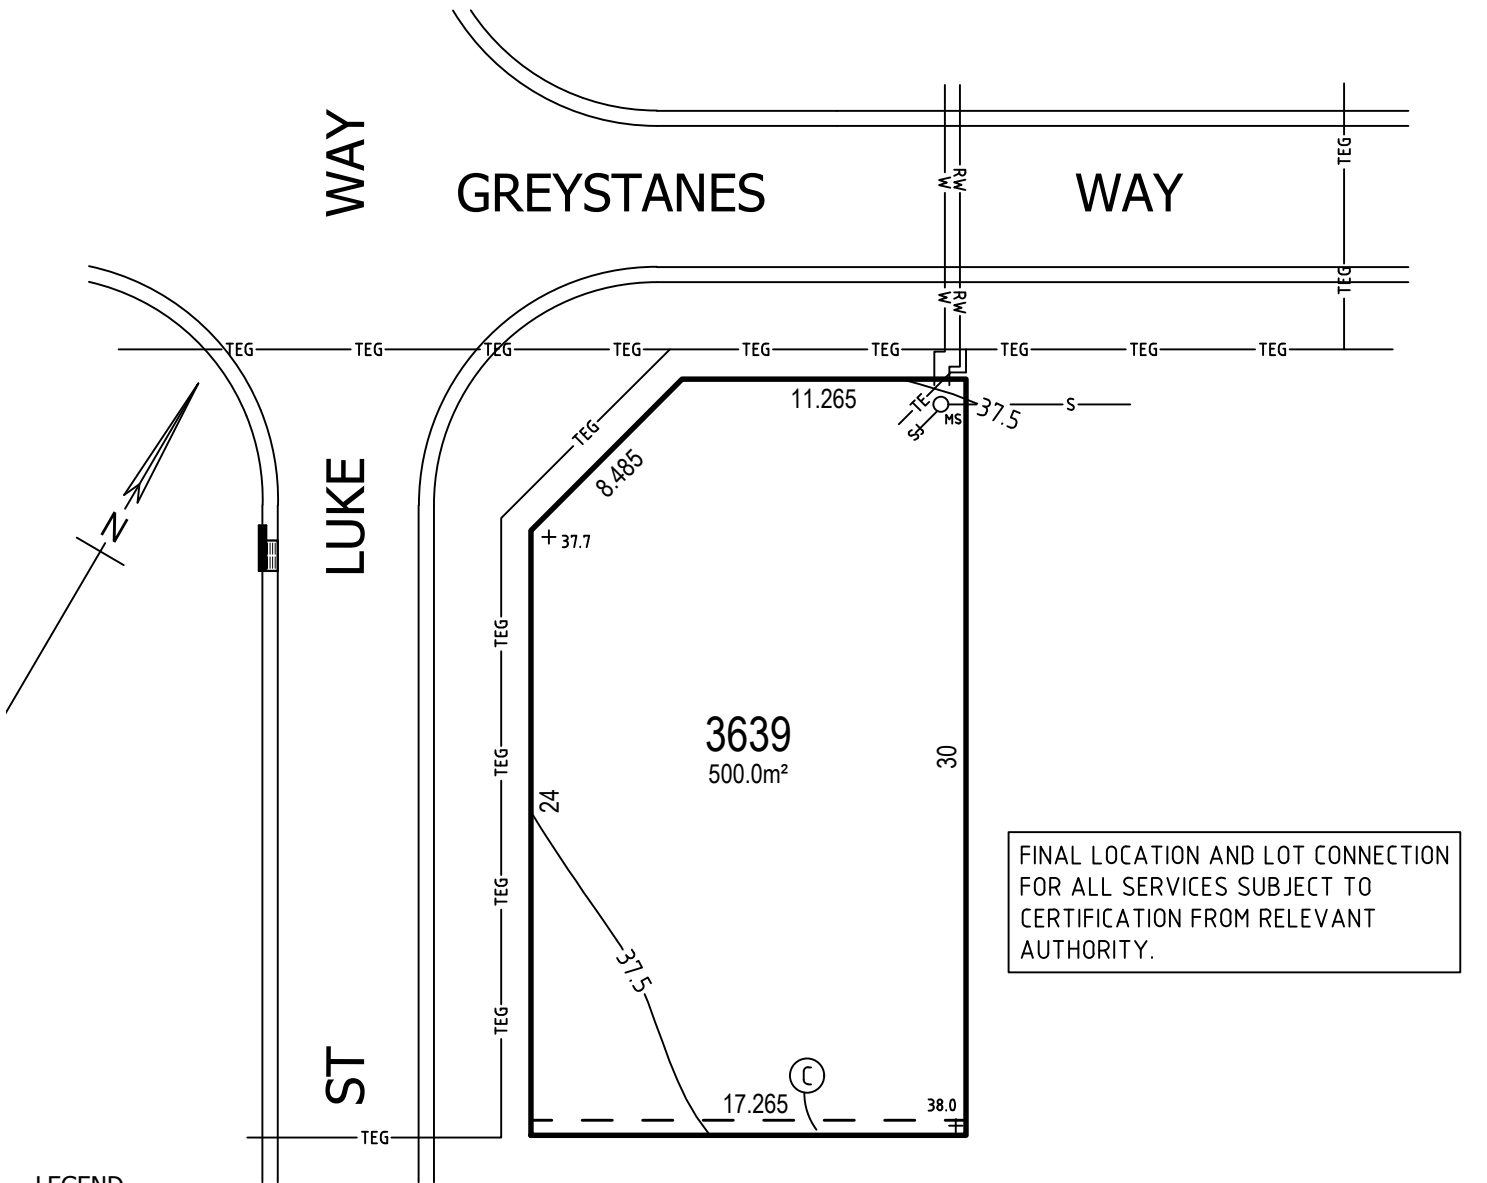 WAY
GREYSTANES WAY
TEG
W RW
TEG
W RW
TEG TEG TEG TEG TEG TEG TEG TEG TEG
11.265
TE
37.5
S
MS
S
TEG
8.485
LUKE
N
37.7
TEG
3639
500.0m²
TEG
30
24
FINAL LOCATION AND LOT CONNECTION
FOR ALL SERVICES SUBJECT TO
CERTIFICATION FROM RELEVANT
AUTHORITY.
TEG
37.5
TEG
ST
C
17.265
38.0
TEG
LEGEND